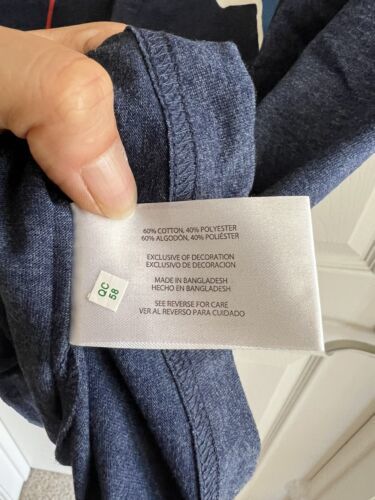 60% COTTON, 40% POLYESTER
60% ALGODÓN, 40% POLIÉSTER
EXCLUSIVE OF DECORATION
EXCLUSIVO DE DECORACION
MADE IN BANGLADESH
HECHO EN BANGLADESH
SEE REVERSE FOR CARE
VER AL REVERSO PARA CUIDADO
QC
58